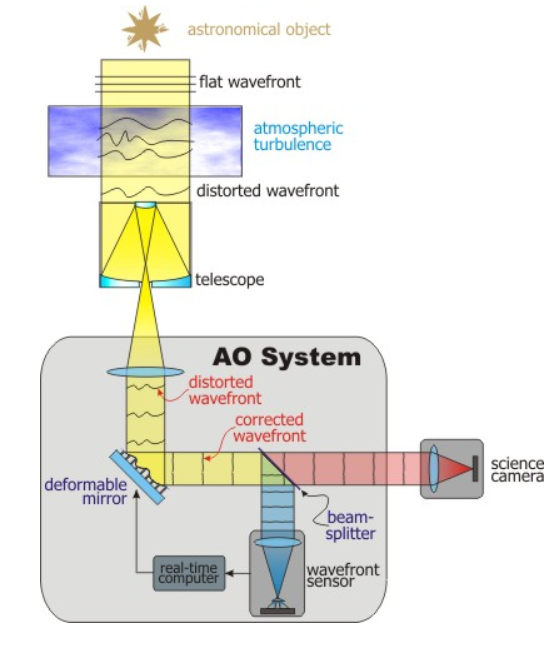 astronomical object
flat wavefront
atmospheric
turbulence
distorted wavefront
telescope
AO System
distorted
wavefront
corrected
wavefront
deformable
mirror
science
camera
beam-
splitter
real-time
computer
wavefront
sensor